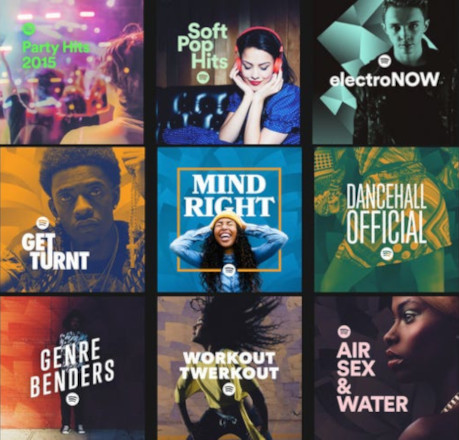 Party Hits
2015
Soft
Pop
Hits
electroNOW
GET
TURNT
MIND
RIGHT
DANCEHALL
OFFICIAL
GENRE
BENDERS
WORKOUT
TWERKOUT
AIR
SEX
&
WATER